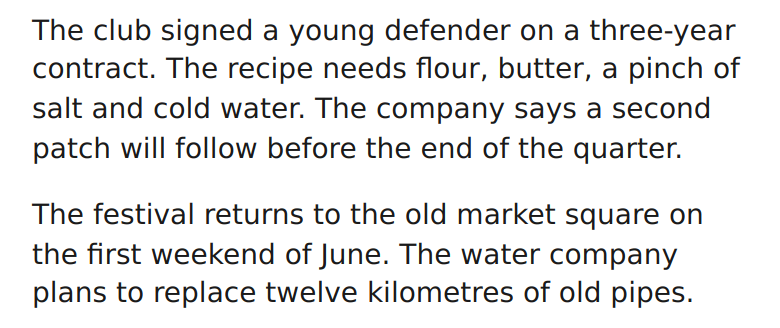 The club signed a young defender on a three-year
contract. The recipe needs flour, butter, a pinch of
salt and cold water. The company says a second
patch will follow before the end of the quarter.
The festival returns to the old market square on
the first weekend of June. The water company
plans to replace twelve kilometres of old pipes.